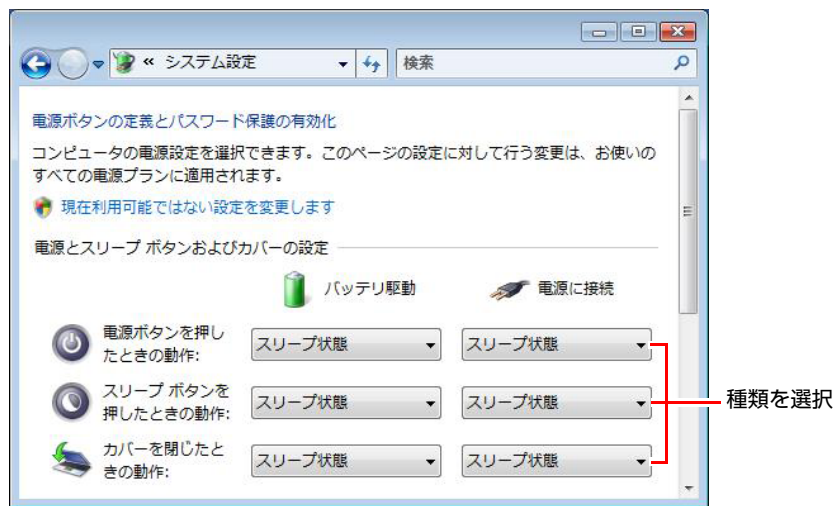 « システム設定
検索
電源ボタンの定義とパスワード保護の有効化
コンピュータの電源設定を選択できます。このページの設定に対して行う変更は、お使いの
すべての電源プランに適用されます。
現在利用可能ではない設定を変更します
電源とスリープ ボタンおよびカバーの設定
バッテリ駆動
電源に接続
電源ボタンを押し
たときの動作:
スリープ状態
スリープ状態
スリープ ボタンを
押したときの動作:
スリープ状態
スリープ状態
種類を選択
カバーを閉じたと
きの動作:
スリープ状態
スリープ状態